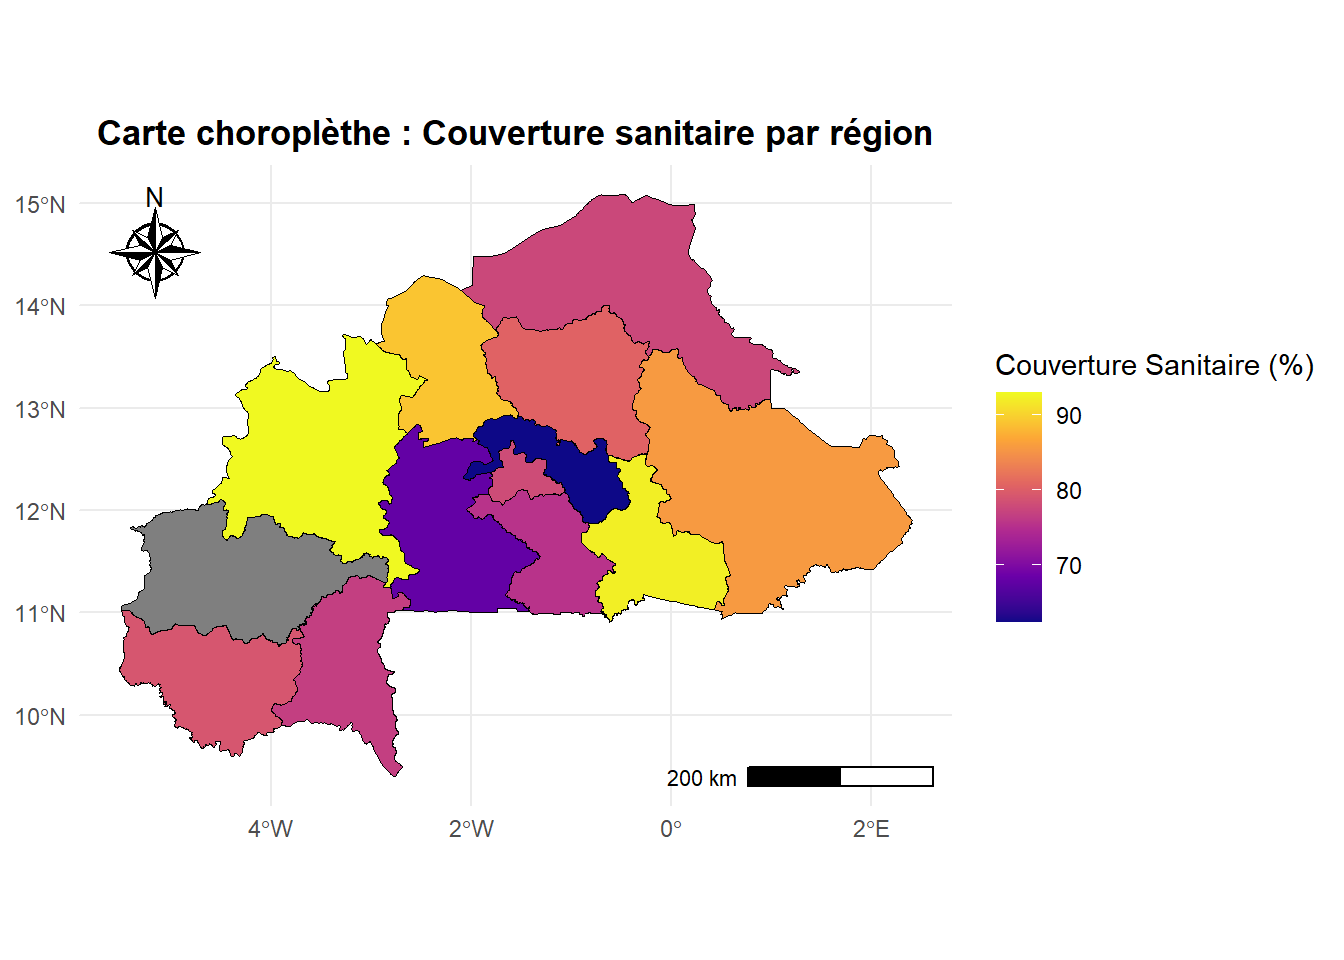 Carte choroplèthe : Couverture sanitaire par région
N
15°N
14°N
13°N
12°N
11°N
10°N
4°W
2°W
0°
2°E
200 km
Couverture Sanitaire (%)
90
80
70